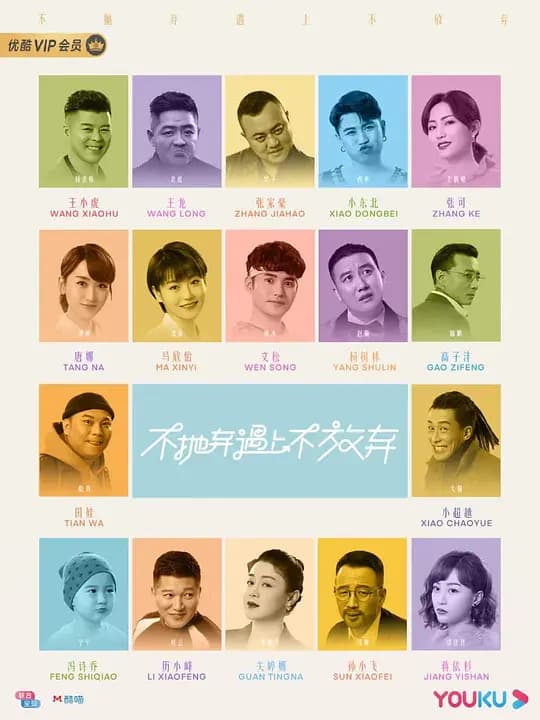 不抛弃遇上不放弃
优酷VIP会员
王小虎 王龙 张家豪 小东北 张可
WANG XIAOHU WANG LONG ZHANG JIAHAO XIAO DONGBEI ZHANG KE
唐娜 马欣怡 文松 杨树林 高子沣
TANG NA MA XINYI WEN SONG YANG SHULIN GAO ZIFENG
不抛弃遇上不放弃
田娃 小超越
TIAN WA XIAO CHAOYUE
冯诗乔 历小峰 关婷娜 孙小飞 蒋依杉
FENG SHIQIAO LI XIAOFENG GUAN TINGNA SUN XIAOFEI JIANG YISHAN
酷喵 YOUKU